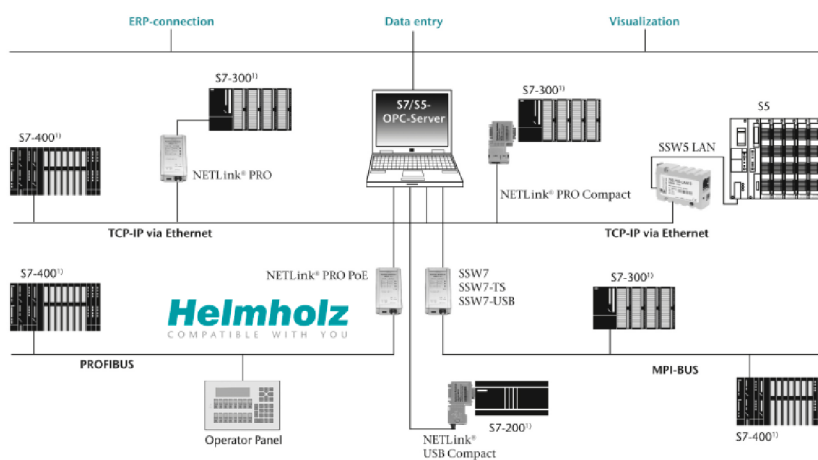 ERP-connection
Data entry
Visualization
S7-300¹⁾
S7-300¹⁾
S5
S7-400¹⁾
S7/S5-
OPC-Server
SSW5 LAN
NETLink® PRO
NETLink® PRO Compact
TCP-IP via Ethernet
TCP-IP via Ethernet
S7-400¹⁾
NETLink® PRO PoE
SSW7
SSW7-TS
SSW7-USB
S7-300¹⁾
Helmholz
COMPATIBLE WITH YOU
PROFIBUS
MPI-BUS
Operator Panel
NETLink®
USB Compact
S7-200¹⁾
S7-400¹⁾